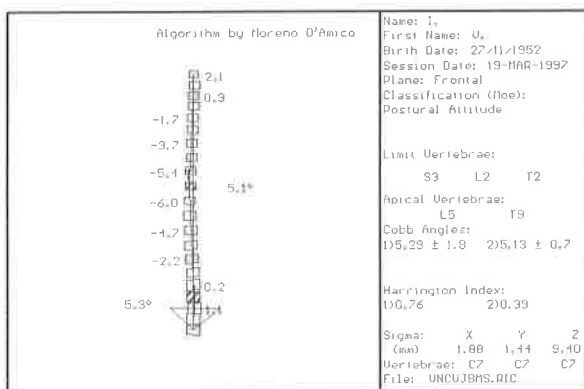 Algorithm by Moreno D'Amico
2.1
0.9
-1.7
-3.7
-5.4
5.1°
-6.0
-4.7
-2.2
0.2
5.3°
Name: I.
First Name: V.
Birth Date: 27/11/1952
Session Date: 19-MAR-1997
Plane: Frontal
Classification (Moe):
Postural Attitude
Limit Vertebrae:
S3 L2 T2
Apical Vertebrae:
L5 T9
Cobb Angles:
1)5.29 ± 1.8 2)5.13 ± 0.7
Harrington Index:
1)0.76 2)0.39
Sigma: X Y Z
(mm) 1.88 1.44 9.40
Vertebrae: C7 C7 C7
File: